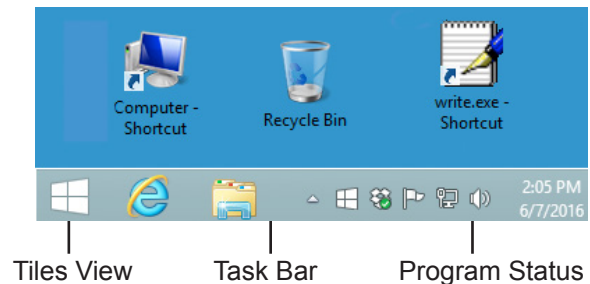 Computer -
Shortcut
Recycle Bin
write.exe -
Shortcut
2:05 PM
6/7/2016
Tiles View
Task Bar
Program Status